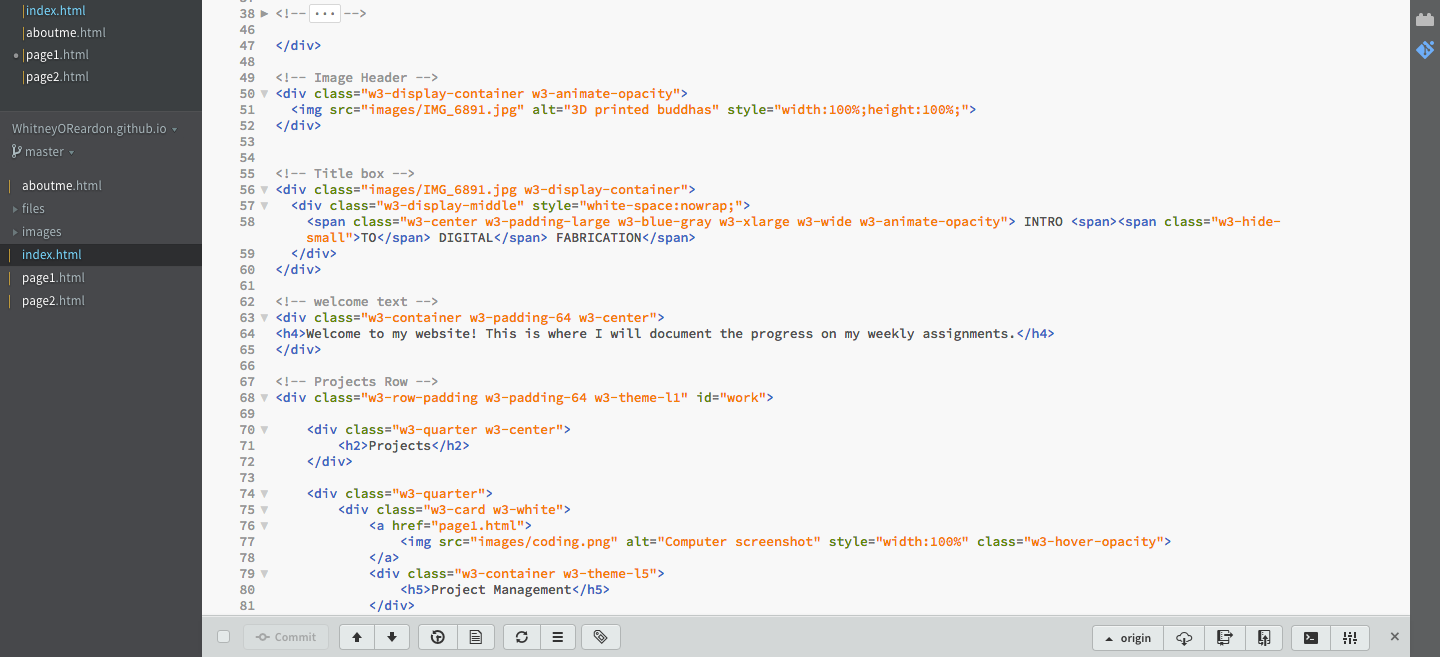 index.html
aboutme.html
page1.html
page2.html
WhitneyOReardon.github.io
master
aboutme.html
files
images
index.html
page1.html
page2.html
38 <!-- ... -->
46
47 </div>
48
49 <!-- Image Header -->
50 <div class="w3-display-container w3-animate-opacity">
51 <img src="images/IMG_6891.jpg" alt="3D printed buddhas" style="width:100%;height:100%;">
52 </div>
53
54
55 <!-- Title box -->
56 <div class="images/IMG_6891.jpg w3-display-container">
57 <div class="w3-display-middle" style="white-space:nowrap;">
58 <span class="w3-center w3-padding-large w3-blue-gray w3-xlarge w3-wide w3-animate-opacity"> INTRO <span><span class="w3-hide-
small">TO</span> DIGITAL</span> FABRICATION</span>
59 </div>
60 </div>
61
62 <!-- welcome text -->
63 <div class="w3-container w3-padding-64 w3-center">
64 <h4>Welcome to my website! This is where I will document the progress on my weekly assignments.</h4>
65 </div>
66
67 <!-- Projects Row -->
68 <div class="w3-row-padding w3-padding-64 w3-theme-l1" id="work">
69
70 <div class="w3-quarter w3-center">
71 <h2>Projects</h2>
72 </div>
73
74 <div class="w3-quarter">
75 <div class="w3-card w3-white">
76 <a href="page1.html">
77 <img src="images/coding.png" alt="Computer screenshot" style="width:100%" class="w3-hover-opacity">
78 </a>
79 <div class="w3-container w3-theme-l5">
80 <h5>Project Management</h5>
81 </div>
Commit
origin